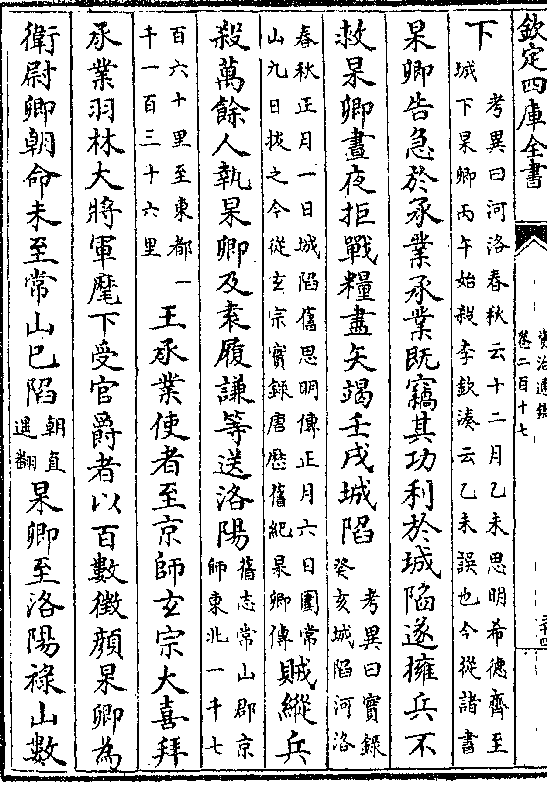 欽定四庫全書
資治通鑑
卷二百十七
二十四
下考異曰河洛春秋云十二月乙未思明希德齊至城下杲卿丙午始殺李欽湊云乙未誤也今從諸書
杲卿告急於承業承業既竊其功利於城陷遂擁兵不
救杲卿晝夜拒戰糧盡矢竭壬戌城陷考異曰實錄癸亥城陷河洛
春秋正月一日城陷舊思明傳正月六日圍常山九日拔之今從玄宗實錄唐歷舊紀杲卿傳賊縱兵
殺萬餘人執杲卿及袁履謙等送洛陽舊志常山郡京師東北一千七
百六十里至東都一千一百三十六里王承業使者至京師玄宗大喜拜
承業羽林大將軍麾下受官爵者以百數徵顏杲卿為
衛尉卿朝命未至常山已陷朝直遥翻杲卿至洛陽祿山數